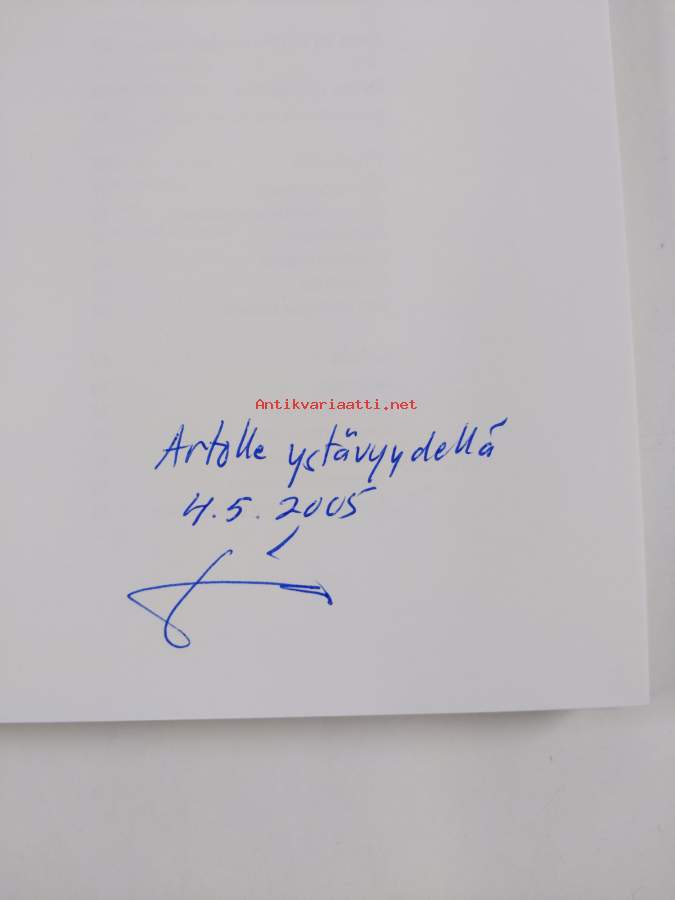 Antikvariaatti.net
Artolle ystävyydellä
4.5.2005